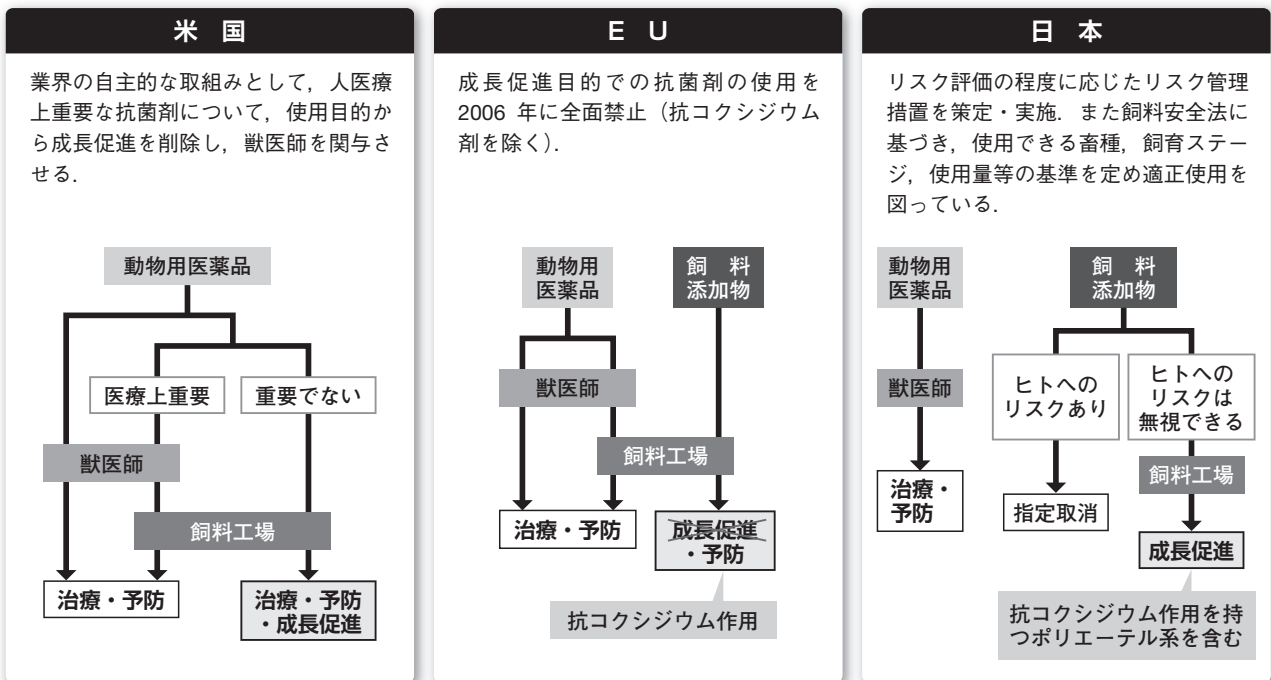 米 国
業界の自主的な取組みとして，人医療
上重要な抗菌剤について，使用目的か
ら成長促進を削除し，獣医師を関与さ
せる．
動物用医薬品
医療上重要
重要でない
獣医師
飼料工場
治療・予防
治療・予防
・成長促進
E U
成長促進目的での抗菌剤の使用を
2006 年に全面禁止（抗コクシジウム
剤を除く）．
動物用
医薬品
飼 料
添加物
獣医師
飼料工場
治療・予防
成長促進
・予防
抗コクシジウム作用
日 本
リスク評価の程度に応じたリスク管理
措置を策定・実施．また飼料安全法に
基づき，使用できる畜種，飼育ステー
ジ，使用量等の基準を定め適正使用を
図っている．
動物用
医薬品
飼 料
添加物
獣医師
ヒトへの
リスクあり
ヒトへの
リスクは
無視できる
飼料工場
治療・
予防
指定取消
成長促進
抗コクシジウム作用を持
つポリエーテル系を含む